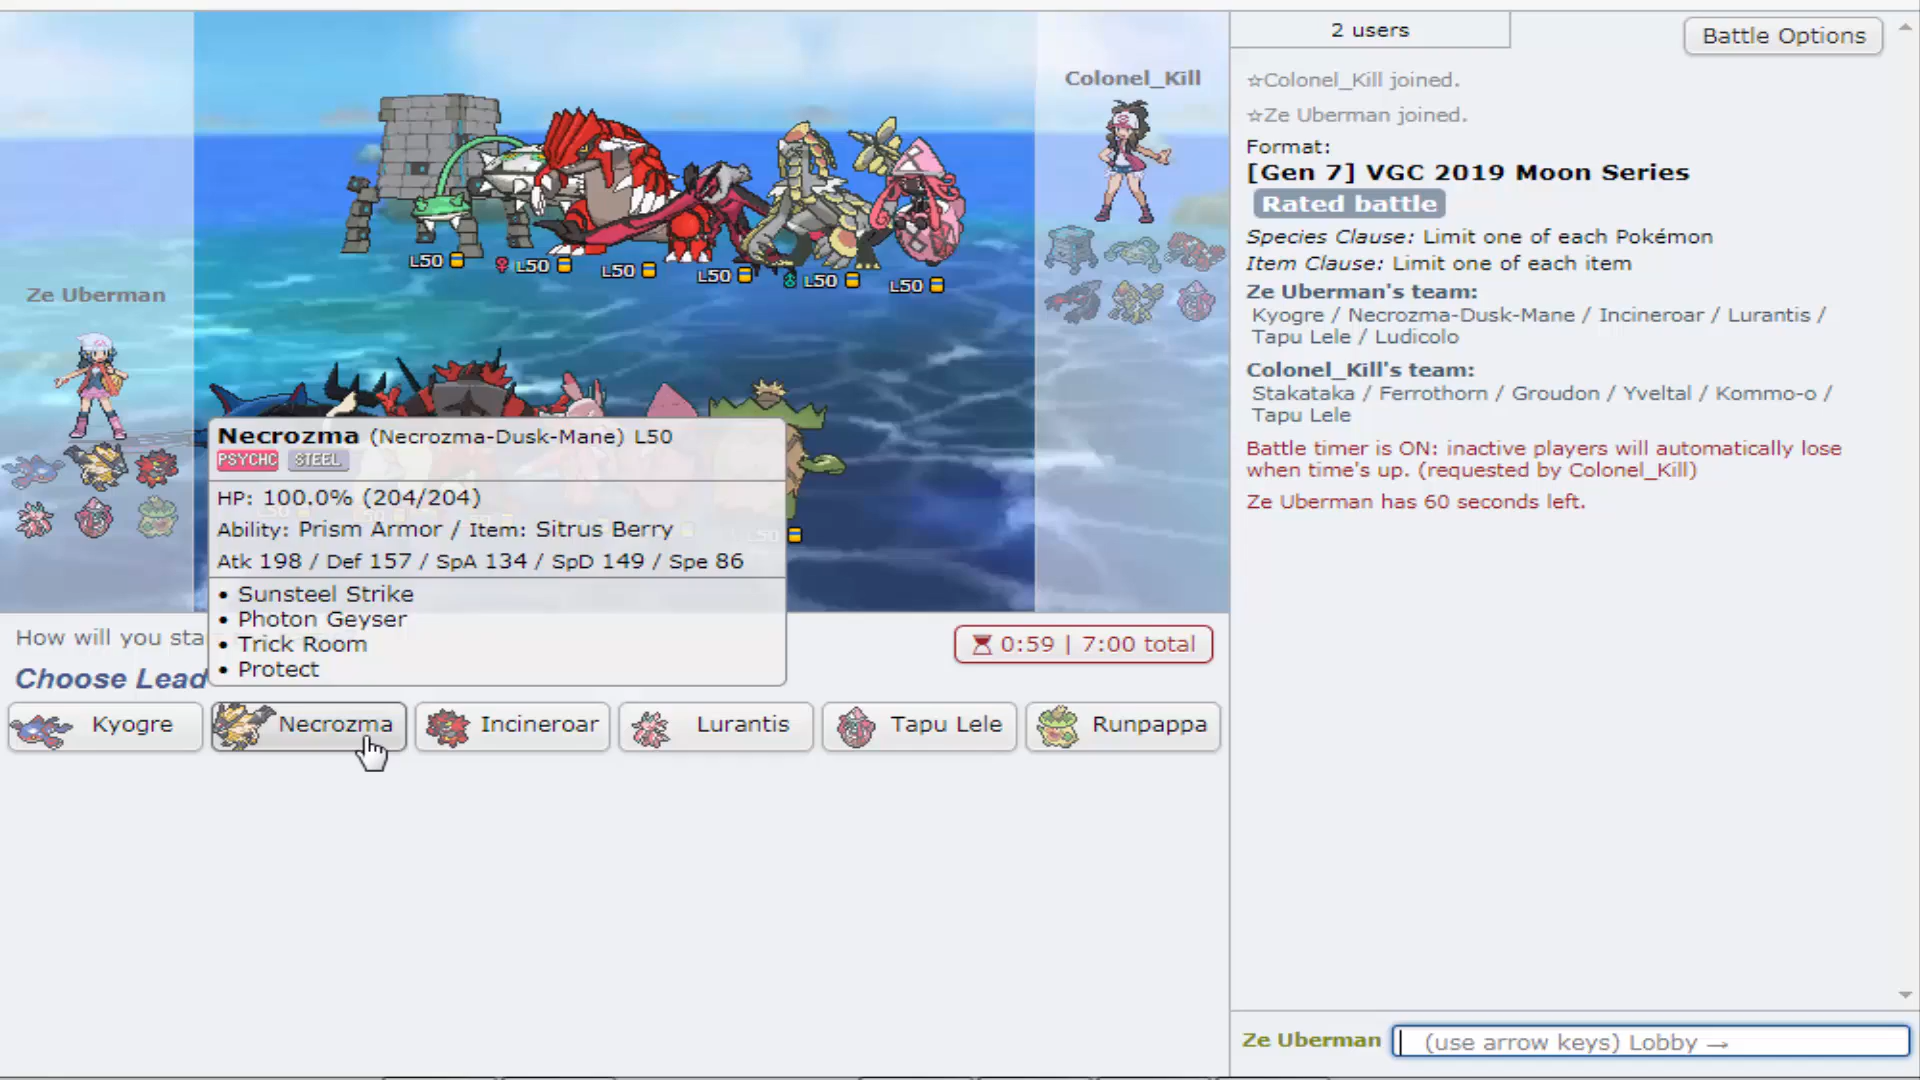 Ze Uberman
Colonel_Kill
L50
L50
L50
L50
L50
L50
Necrozma (Necrozma-Dusk-Mane) L50
PSYCHC STEEL
HP: 100.0% (204/204)
Ability: Prism Armor / Item: Sitrus Berry
Atk 198 / Def 157 / SpA 134 / SpD 149 / Spe 86
• Sunsteel Strike
• Photon Geyser
• Trick Room
• Protect
How will you sta
0:59 | 7:00 total
Choose Lead
Kyogre
Necrozma
Incineroar
Lurantis
Tapu Lele
Runpappa
2 users
Battle Options
☆Colonel_Kill joined.
☆Ze Uberman joined.
Format:
[Gen 7] VGC 2019 Moon Series
Rated battle
Species Clause: Limit one of each Pokémon
Item Clause: Limit one of each item
Ze Uberman's team:
Kyogre / Necrozma-Dusk-Mane / Incineroar / Lurantis /
Tapu Lele / Ludicolo
Colonel_Kill's team:
Stakataka / Ferrothorn / Groudon / Yveltal / Kommo-o /
Tapu Lele
Battle timer is ON: inactive players will automatically lose
when time's up. (requested by Colonel_Kill)
Ze Uberman has 60 seconds left.
Ze Uberman (use arrow keys) Lobby →